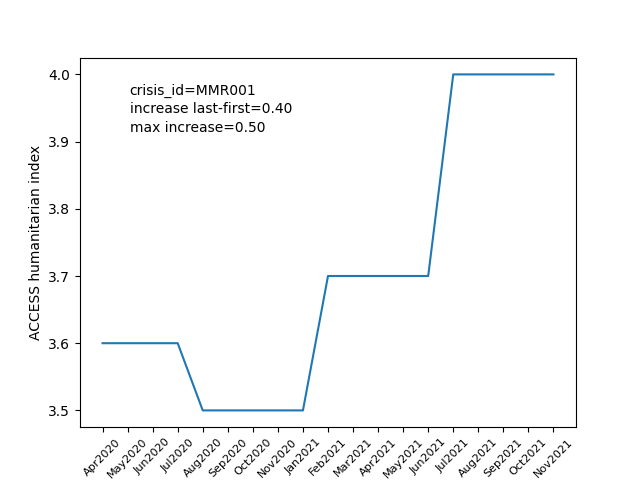 crisis_id=MMR001
increase last-first=0.40
max increase=0.50
ACCESS humanitarian index
4.0
3.9
3.8
3.7
3.6
3.5
Apr2020
May2020
Jun2020
Jul2020
Aug2020
Sep2020
Oct2020
Nov2020
Jan2021
Feb2021
Mar2021
Apr2021
May2021
Jun2021
Jul2021
Aug2021
Sep2021
Oct2021
Nov2021